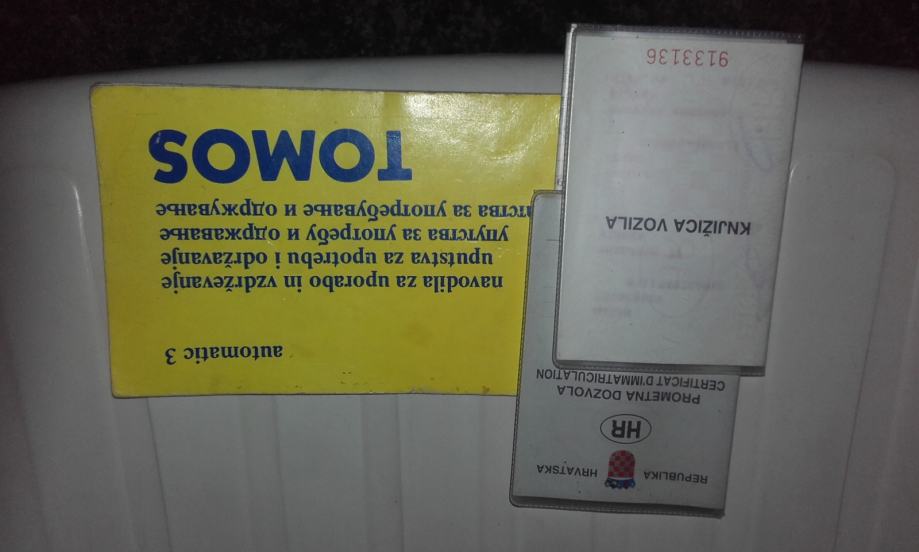 automatic 3
navodila za uporabo in vzdrževanje
uputstva za upotrebu i održavanje
упутства за употребу и одржавање
за употребување и одржување
TOMOS
REPUBLIKA HRVATSKA
HR
PROMETNA DOZVOLA
CERTIFICAT D'IMMATRICULATION
KNJIŽICA VOZILA
9133136